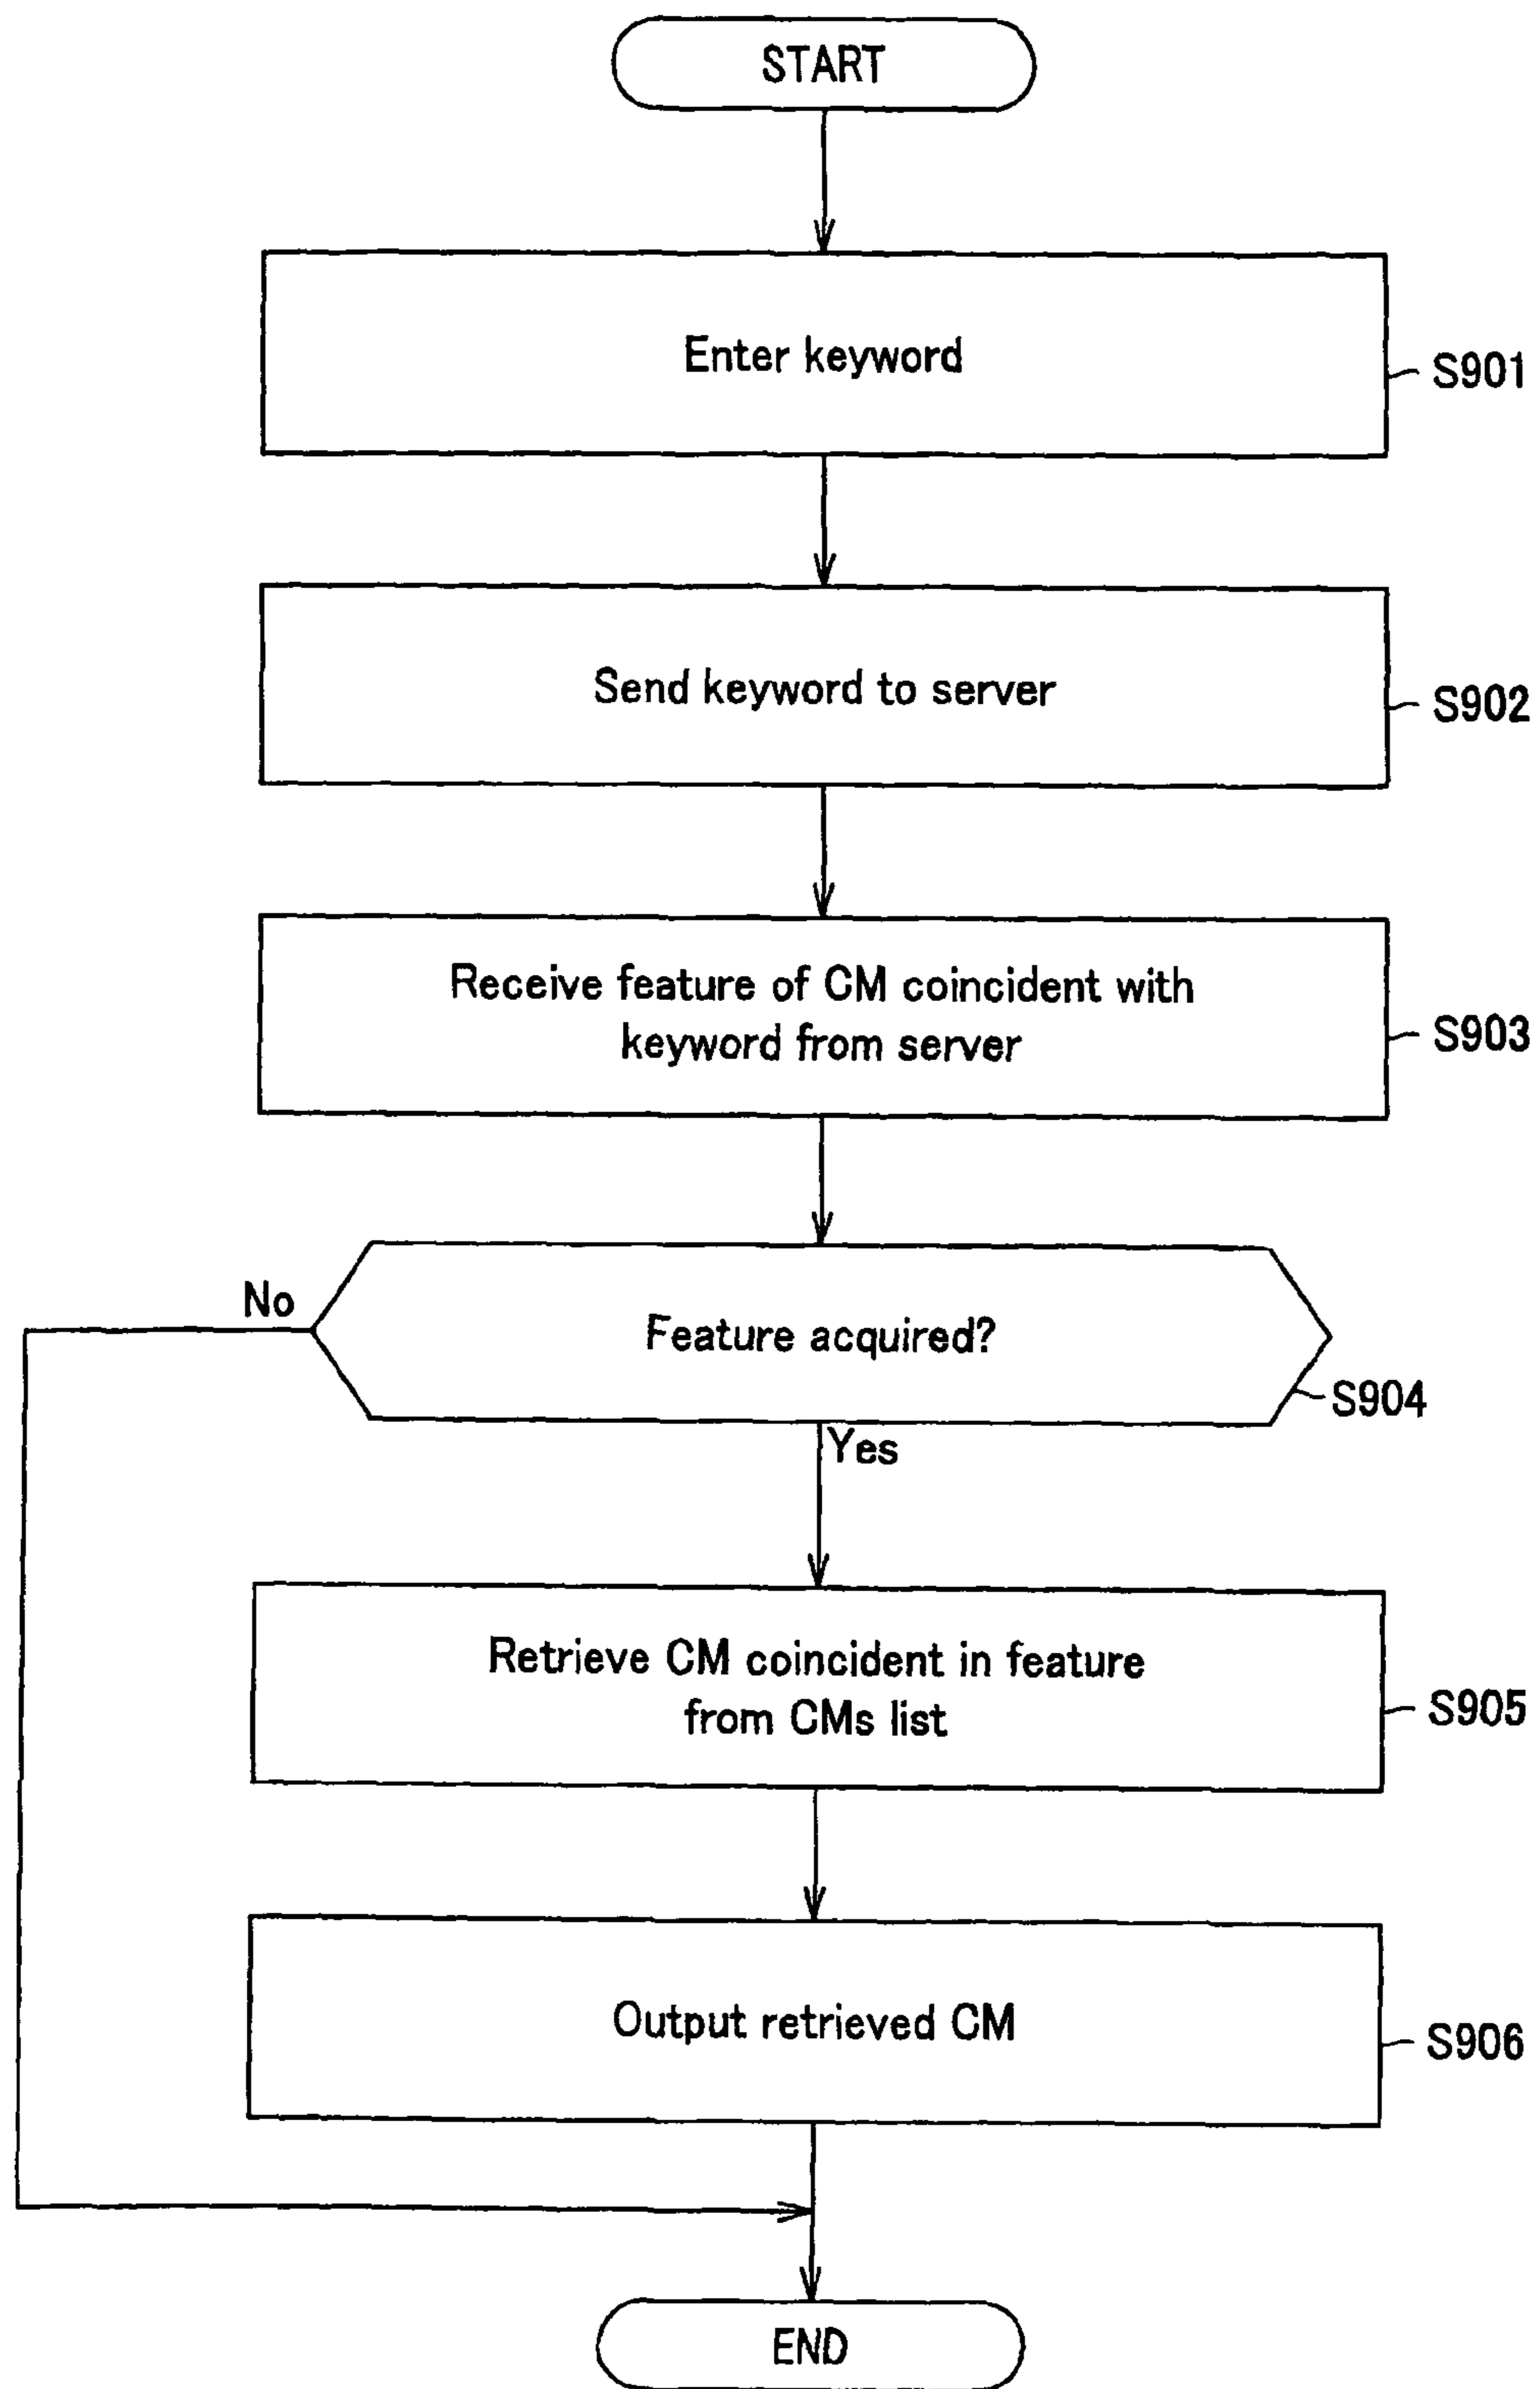 START
Enter keyword
S901
Send keyword to server
S902
Receive feature of CM coincident with
keyword from server
S903
No
Feature acquired?
S904
Yes
Retrieve CM coincident in feature
from CMs list
S905
Output retrieved CM
S906
END